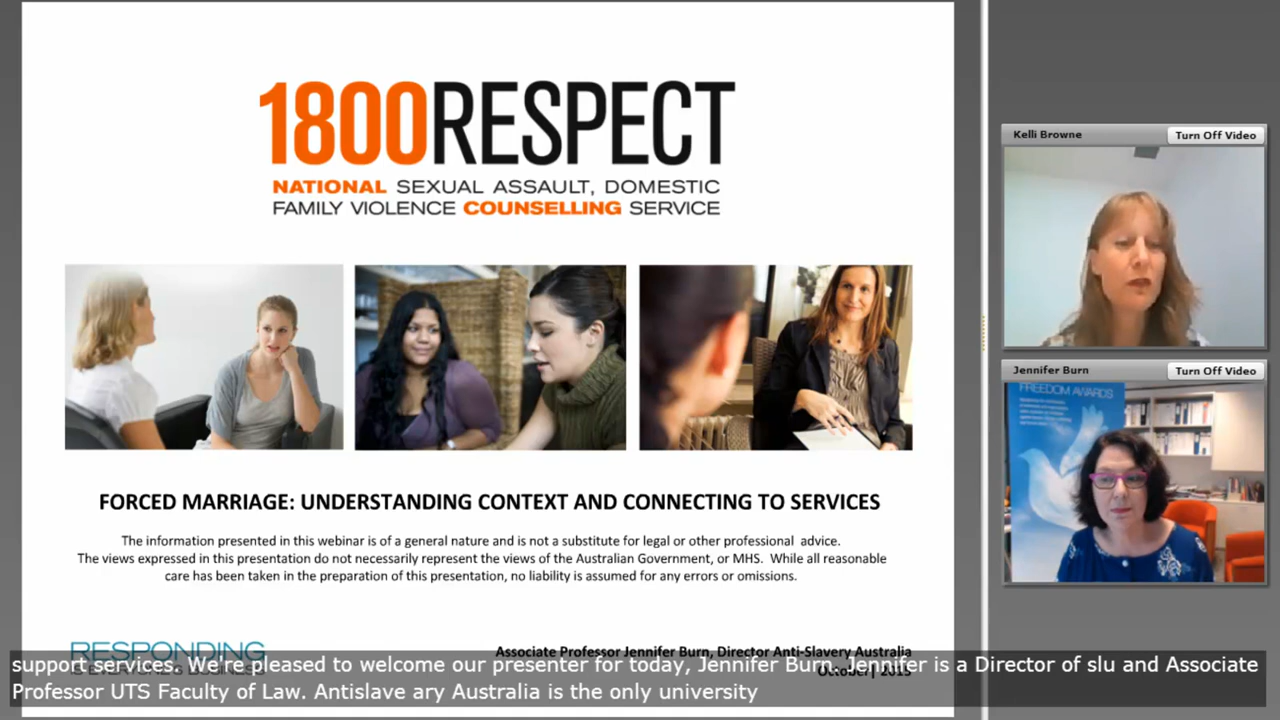 1800RESPECT
NATIONAL SEXUAL ASSAULT, DOMESTIC
FAMILY VIOLENCE COUNSELLING SERVICE
FORCED MARRIAGE: UNDERSTANDING CONTEXT AND CONNECTING TO SERVICES
The information presented in this webinar is of a general nature and is not a substitute for legal or other professional advice.
The views expressed in this presentation do not necessarily represent the views of the Australian Government, or MHS. While all reasonable
care has been taken in the preparation of this presentation, no liability is assumed for any errors or omissions.
RESPONDING
IS EVERYONE'S BUSINESS
Associate Professor Jennifer Burn, Director Anti-Slavery Australia
October| 2015
support services. We're pleased to welcome our presenter for today, Jennifer Burn. Jennifer is a Director of slu and Associate
Professor UTS Faculty of Law. Antislave ary Australia is the only university
Kelli Browne
Turn Off Video
Jennifer Burn
Turn Off Video
FREEDOM AWARDS